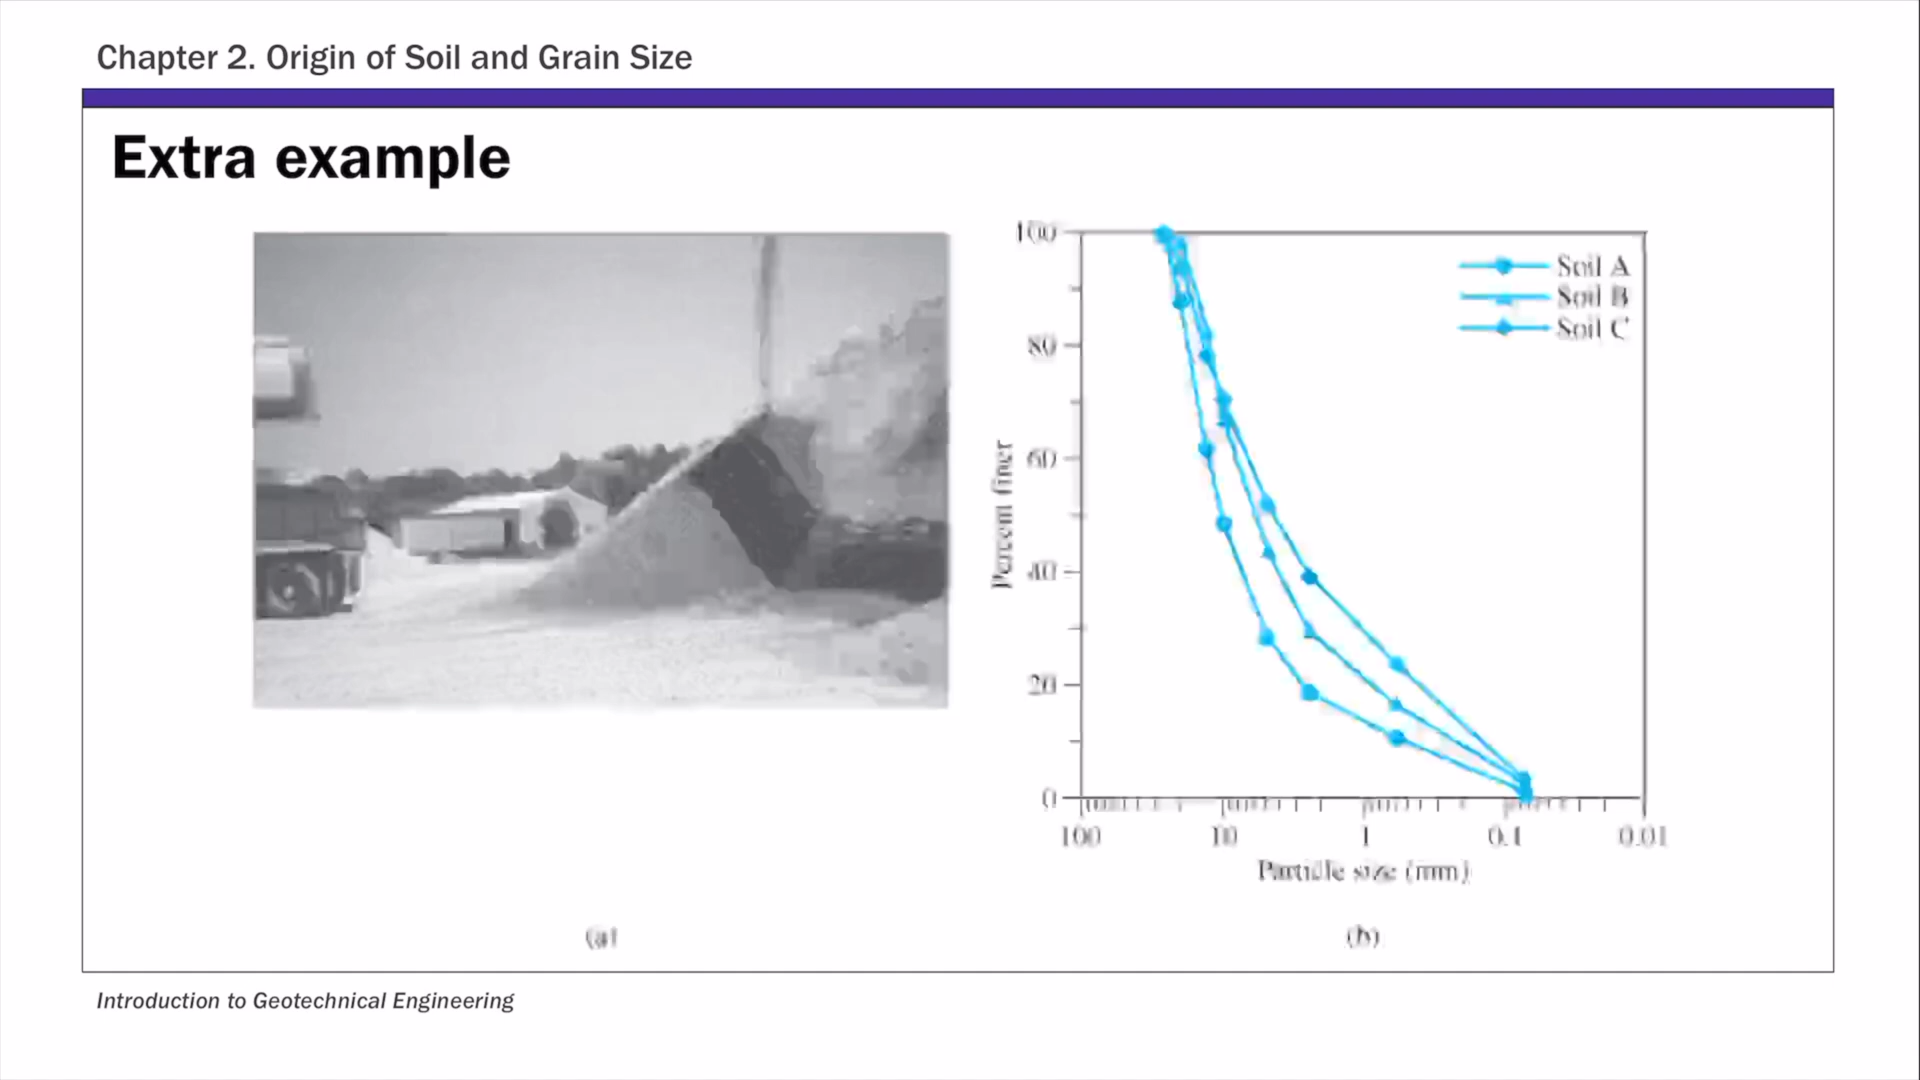 Chapter 2. Origin of Soil and Grain Size
Extra example
100
80
60
40
20
0
Percent finer
Soil A
Soil B
Soil C
100 10 1 0.1 0.01
Particle size (mm)
(a)
(b)
Introduction to Geotechnical Engineering